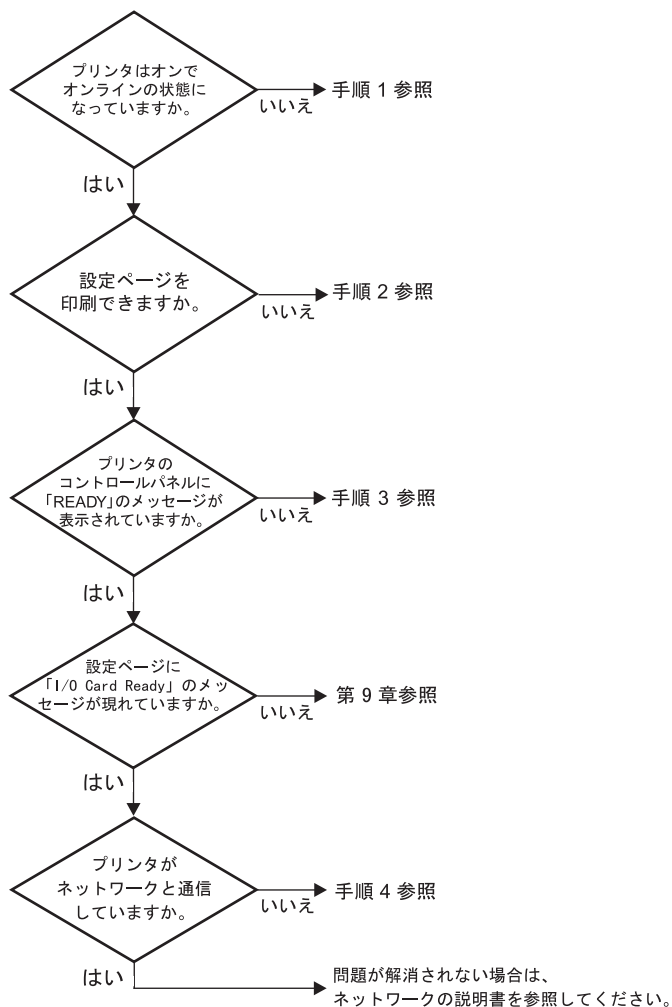 プリンタはオンで
オンラインの状態に
なっていますか。
いいえ
手順 1 参照
はい
設定ページを
印刷できますか。
いいえ
手順 2 参照
はい
プリンタの
コントロールパネルに
「READY」のメッセージが
表示されていますか。
いいえ
手順 3 参照
はい
設定ページに
「I/O Card Ready」のメッ
セージが現れていますか。
いいえ
第 9 章参照
はい
プリンタが
ネットワークと通信
していますか。
いいえ
手順 4 参照
はい
問題が解消されない場合は、
ネットワークの説明書を参照してください。